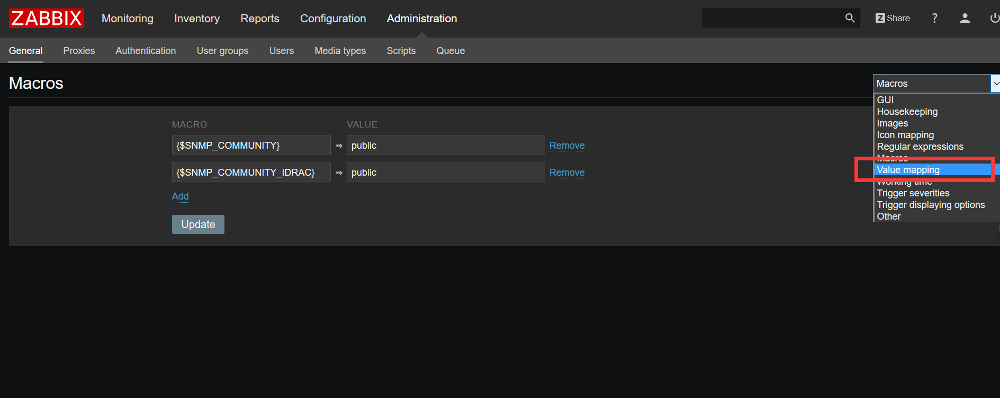 ZABBIX Monitoring Inventory Reports Configuration Administration Z Share ?
General Proxies Authentication User groups Users Media types Scripts Queue
Macros
Macros
GUI
Housekeeping
Images
Icon mapping
Regular expressions
Macros
Value mapping
Working time
Trigger severities
Trigger displaying options
Other
MACRO VALUE
{$SNMP_COMMUNITY} ⇒ public Remove
{$SNMP_COMMUNITY_IDRAC} ⇒ public Remove
Add
Update